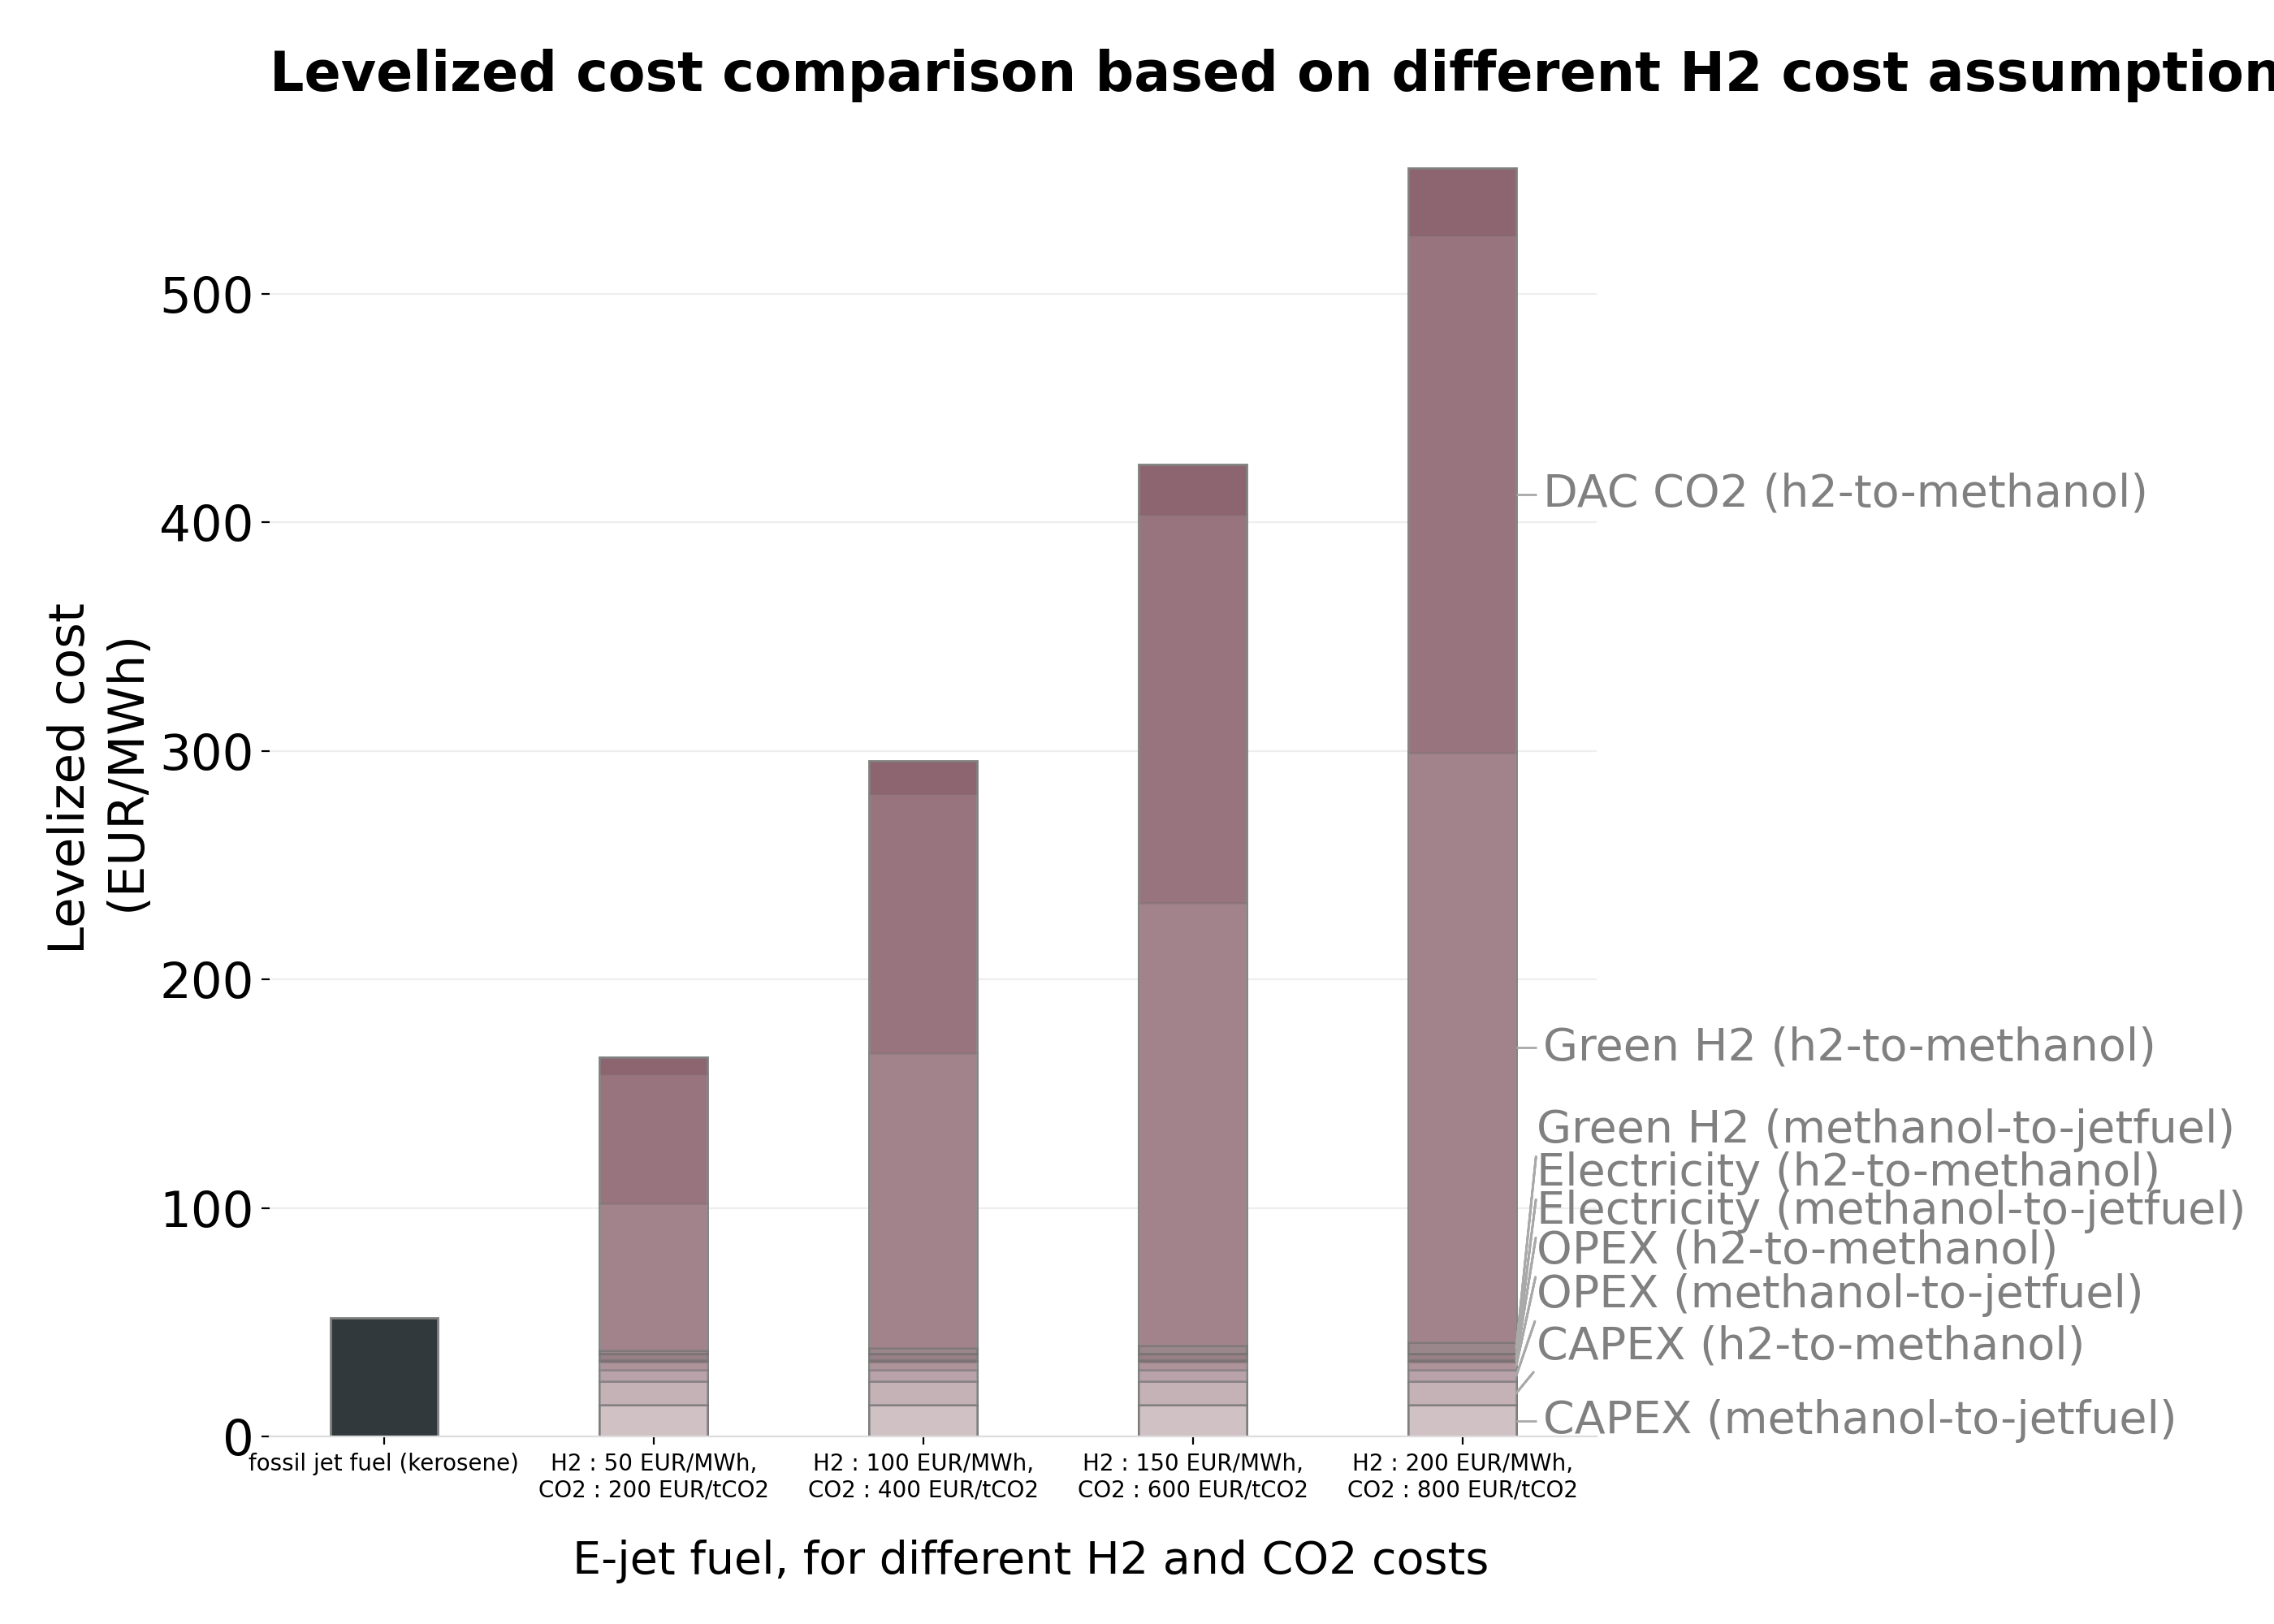 Levelized cost comparison based on different H2 cost assumption
Levelized cost
(EUR/MWh)
500
400
300
200
100
0
DAC CO2 (h2-to-methanol)
Green H2 (h2-to-methanol)
Green H2 (methanol-to-jetfuel)
Electricity (h2-to-methanol)
Electricity (methanol-to-jetfuel)
OPEX (h2-to-methanol)
OPEX (methanol-to-jetfuel)
CAPEX (h2-to-methanol)
CAPEX (methanol-to-jetfuel)
fossil jet fuel (kerosene)
H2 : 50 EUR/MWh,
CO2 : 200 EUR/tCO2
H2 : 100 EUR/MWh,
CO2 : 400 EUR/tCO2
H2 : 150 EUR/MWh,
CO2 : 600 EUR/tCO2
H2 : 200 EUR/MWh,
CO2 : 800 EUR/tCO2
E-jet fuel, for different H2 and CO2 costs